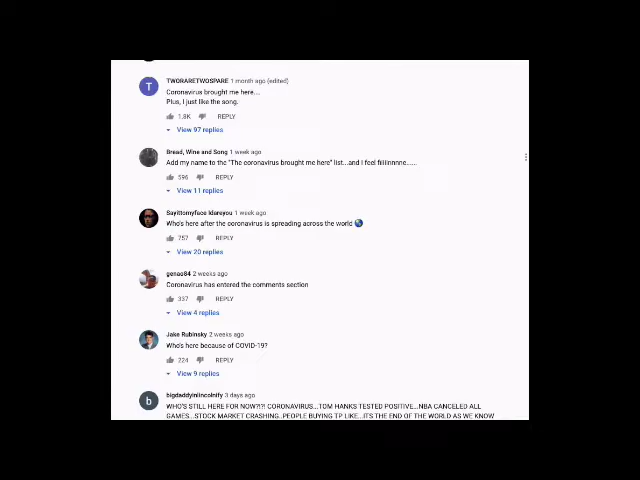 T
TWORARETWOSPARE 1 month ago (edited)
Coronavirus brought me here....
Plus, I just like the song.
1.8K REPLY
View 97 replies
Bread, Wine and Song 1 week ago
Add my name to the "The coronavirus brought me here" list...and I feel fiiiinnnne......
596 REPLY
View 11 replies
Sayittomyface Idareyou 1 week ago
Who's here after the coronavirus is spreading across the world
757 REPLY
View 20 replies
genao84 2 weeks ago
Coronavirus has entered the comments section
337 REPLY
View 4 replies
Jake Rubinsky 2 weeks ago
Who's here because of COVID-19?
224 REPLY
View 9 replies
b
bigdaddyinlincolnify 3 days ago
WHO'S STILL HERE FOR NOW?!?! CORONAVIRUS...TOM HANKS TESTED POSITIVE...NBA CANCELED ALL
GAMES...STOCK MARKET CRASHING..PEOPLE BUYING TP LIKE...ITS THE END OF THE WORLD AS WE KNOW